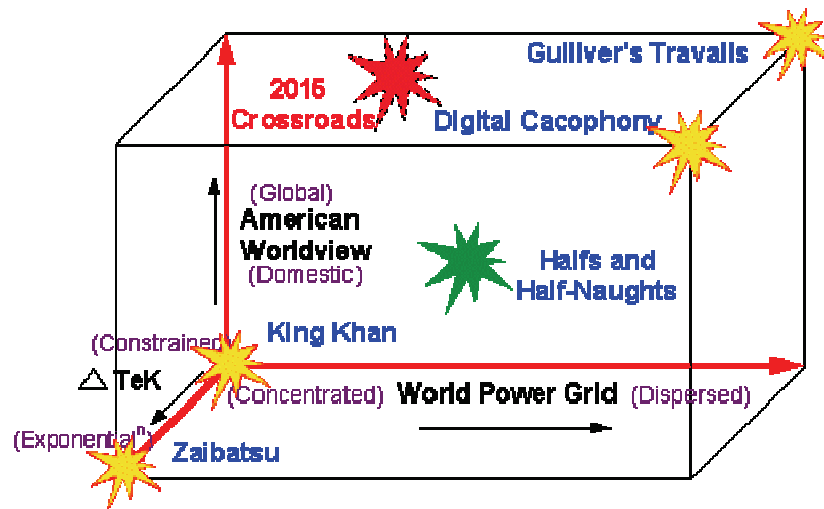 Gulliver's Travails
2015
Crossroads
Digital Cacophony
(Global)
American
Worldview
(Domestic)
Halfs and
Half-Naughts
King Khan
(Constrained)
△ TeK
(Concentrated) World Power Grid (Dispersed)
(Exponentialⁿ)
Zaibatsu